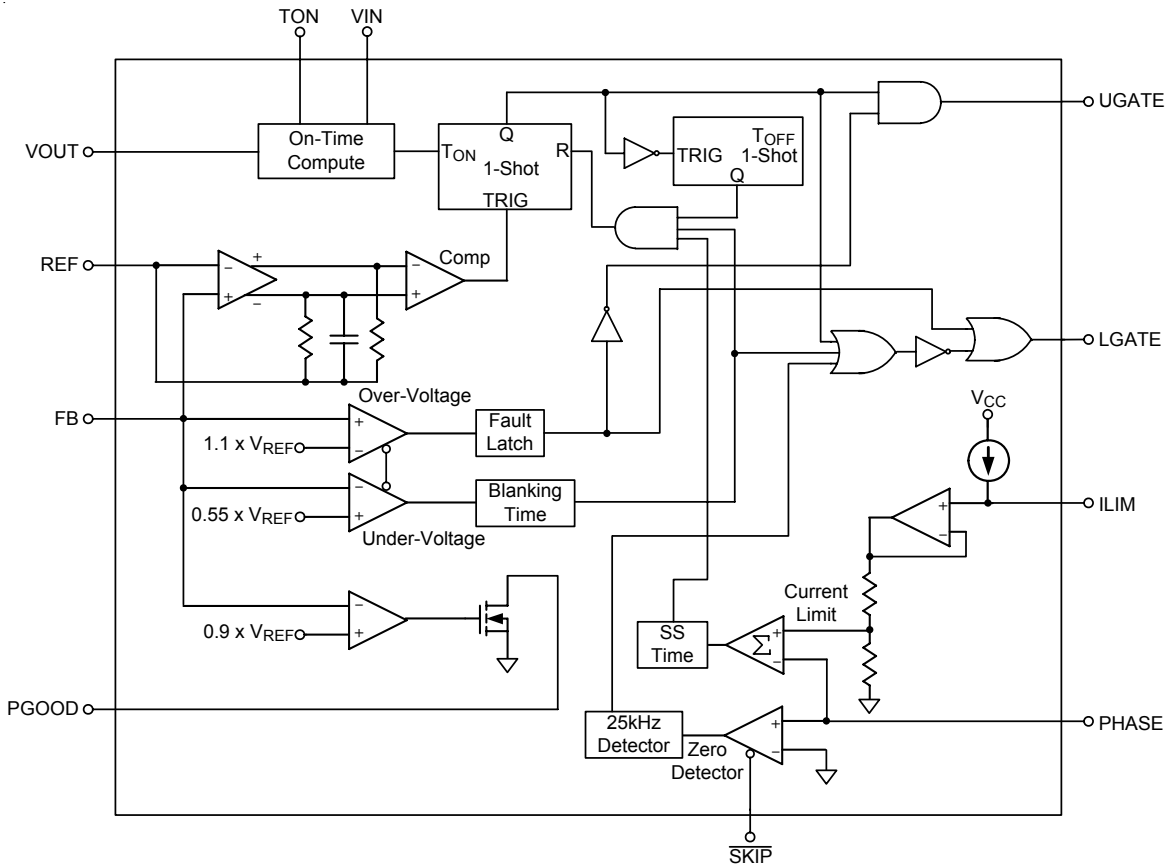 TON VIN
UGATE
VOUT
On-Time
Compute
Q
T_ON
1-Shot
R
TRIG
T_OFF
1-Shot
TRIG
Q
REF
−
+
+
−
−
+
Comp
LGATE
FB
Over-Voltage
+
−
1.1 x V_REF
Fault
Latch
V_CC
−
+
0.55 x V_REF
Under-Voltage
Blanking
Time
+
−
ILIM
−
+
0.9 x V_REF
Current
Limit
SS
Time
Σ
+
−
PGOOD
25kHz
Detector
Zero
Detector
+
−
PHASE
SKIP